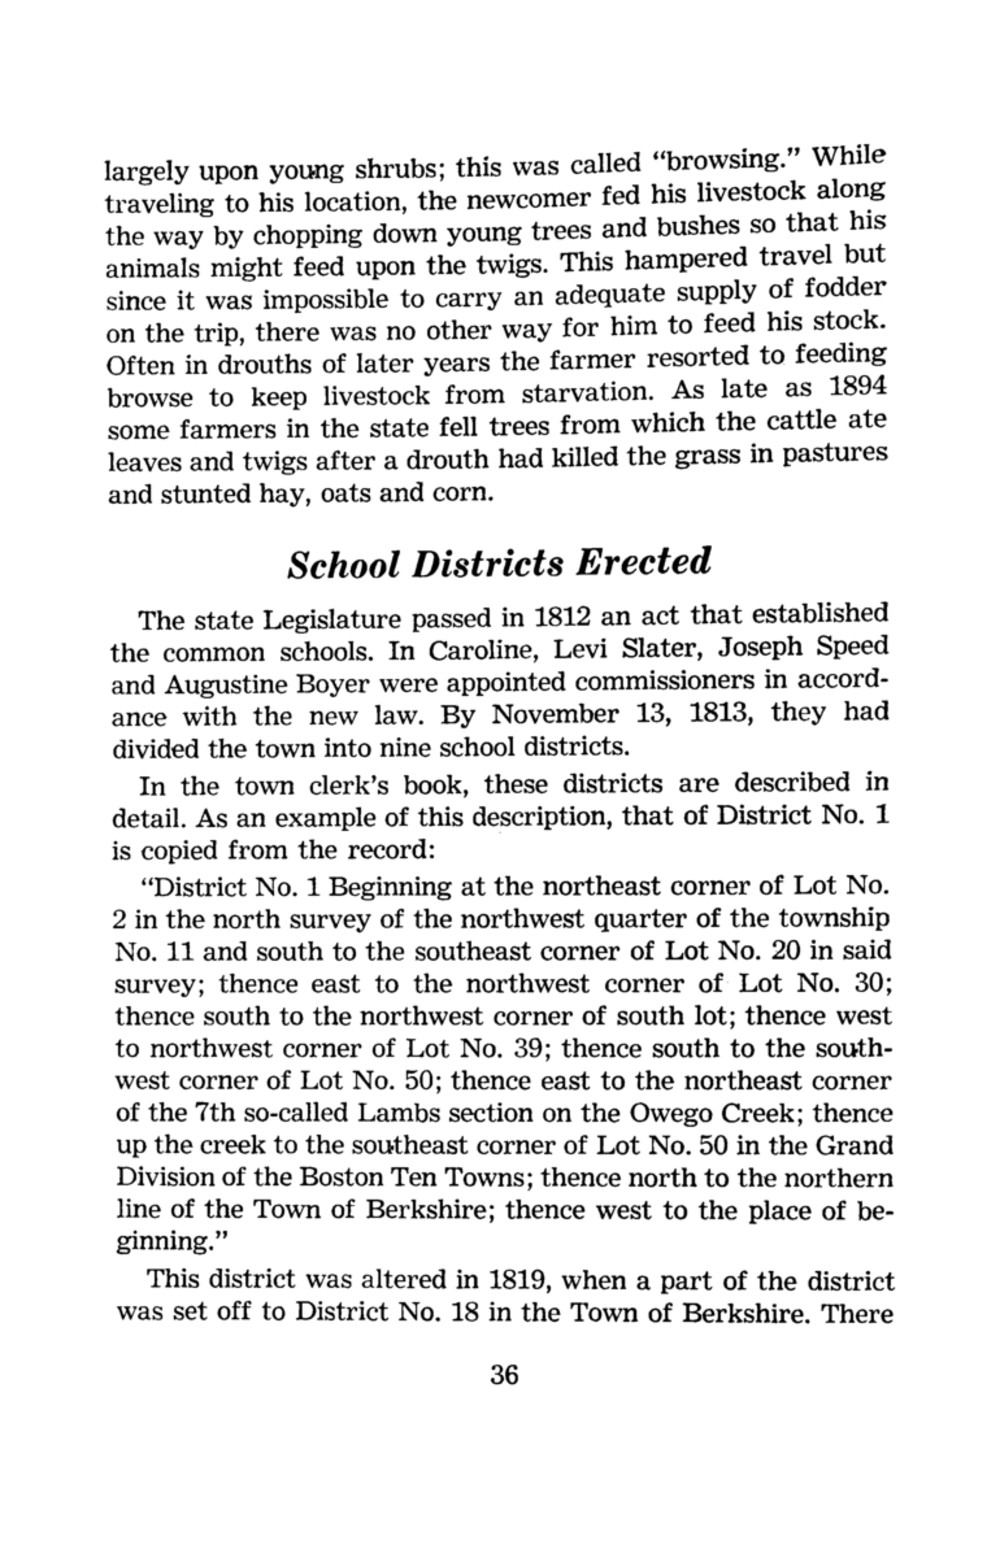 largely upon young shrubs; this was called “browsing.” While
traveling to his location, the newcomer fed his livestock along
the way by chopping down young trees and bushes so that his
animals might feed upon the twigs. This hampered travel but
since it was impossible to carry an adequate supply of fodder
on the trip, there was no other way for him to feed his stock.
Often in drouths of later years the farmer resorted to feeding
browse to keep livestock from starvation. As late as 1894
some farmers in the state fell trees from which the cattle ate
leaves and twigs after a drouth had killed the grass in pastures
and stunted hay, oats and corn.
School Districts Erected
The state Legislature passed in 1812 an act that established
the common schools. In Caroline, Levi Slater, Joseph Speed
and Augustine Boyer were appointed commissioners in accord-
ance with the new law. By November 13, 1813, they had
divided the town into nine school districts.
In the town clerk’s book, these districts are described in
detail. As an example of this description, that of District No. 1
is copied from the record:
“District No. 1 Beginning at the northeast corner of Lot No.
2 in the north survey of the northwest quarter of the township
No. 11 and south to the southeast corner of Lot No. 20 in said
survey; thence east to the northwest corner of Lot No. 30;
thence south to the northwest corner of south lot; thence west
to northwest corner of Lot No. 39; thence south to the south-
west corner of Lot No. 50; thence east to the northeast corner
of the 7th so-called Lambs section on the Owego Creek; thence
up the creek to the southeast corner of Lot No. 50 in the Grand
Division of the Boston Ten Towns; thence north to the northern
line of the Town of Berkshire; thence west to the place of be-
ginning.”
This district was altered in 1819, when a part of the district
was set off to District No. 18 in the Town of Berkshire. There
36